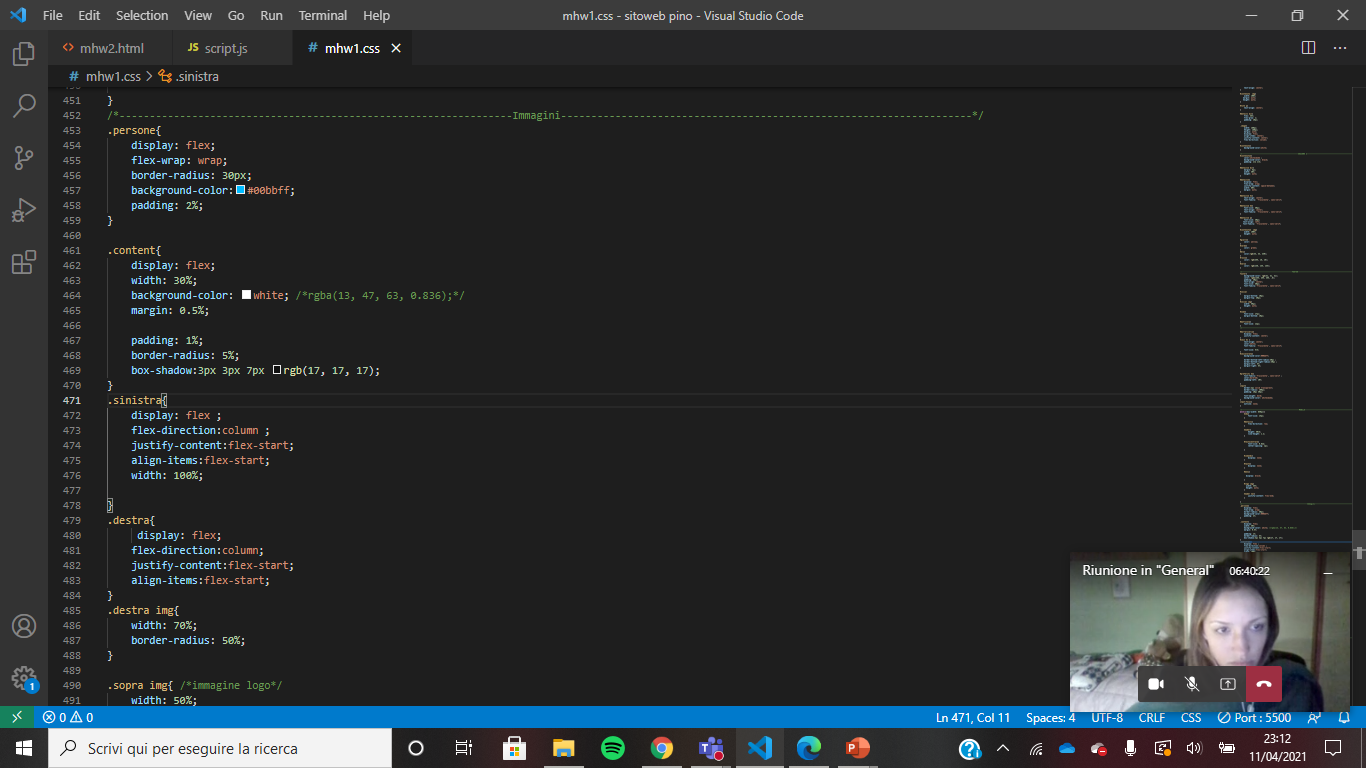 File Edit Selection Viste Go Run Terminal Help mhw1.css - sitoweb pino - Visual Studio Code
mhw2.html JS script.js # mhw1.css
# mhw1.css > .sinistra
451 }
452 /*-----------------------------------------------------------------Immagini--------------------------------------------------------------------*/
453 .persone{
454 display: flex;
455 flex-wrap: wrap;
456 border-radius: 30px;
457 background-color: #00bbff;
458 padding: 2%;
459 }
460
461 .content{
462 display: flex;
463 width: 30%;
464 background-color: white; /*rgba(13, 47, 63, 0.836);*/
465 margin: 0.5%;
466
467 padding: 1%;
468 border-radius: 5%;
469 box-shadow:3px 3px 7px rgb(17, 17, 17);
470 }
471 .sinistra{
472 display: flex ;
473 flex-direction:column ;
474 justify-content:flex-start;
475 align-items:flex-start;
476 width: 100%;
477
478 }
479 .destra{
480 display: flex;
481 flex-direction:column;
482 justify-content:flex-start;
483 align-items:flex-start;
484 }
485 .destra img{
486 width: 70%;
487 border-radius: 50%;
488 }
489
490 .sopra img{ /*immagine logo*/
491 width: 50%;
Riunione in "General" 06:40:22
0 0 Ln 471, Col 11 Spaces: 4 UTF-8 CRLF CSS Port : 5500
1
Scrivi qui per eseguire la ricerca
23:12
11/04/2021